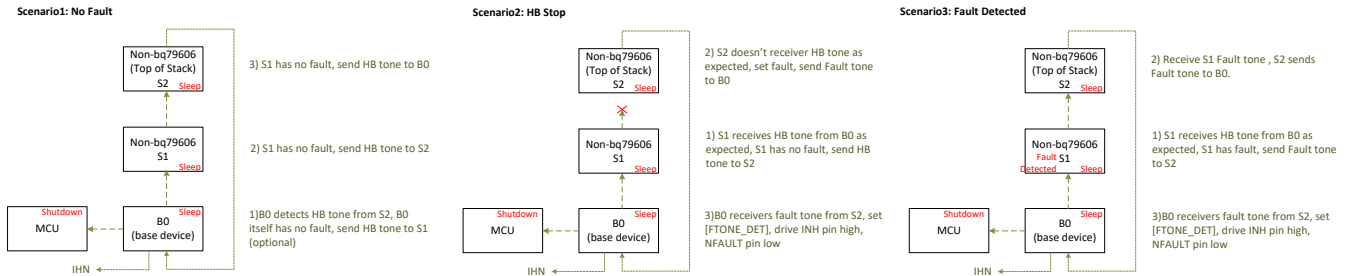 Scenario1: No Fault
Non-bq79606
(Top of Stack)
S2
Sleep
3) S1 has no fault, send HB tone to B0
Non-bq79606
S1
Sleep
2) S1 has no fault, send HB tone to S2
Shutdown
MCU
Sleep
B0
(base device)
1)B0 detects HB tone from S2, B0
itself has no fault, send HB tone to S1
(optional)
IHN
Scenario2: HB Stop
Non-bq79606
(Top of Stack)
S2
Sleep
2) S2 doesn't receiver HB tone as
expected, set fault, send Fault tone
to B0
Non-bq79606
S1
Sleep
1) S1 receives HB tone from B0 as
expected, S1 has no fault, send HB
tone to S2
Shutdown
MCU
Sleep
B0
(base device)
3)B0 receivers fault tone from S2, set
[FTONE_DET], drive INH pin high,
NFAULT pin low
IHN
Scenario3: Fault Detected
Non-bq79606
(Top of Stack)
S2
Sleep
2) Receive S1 Fault tone , S2 sends
Fault tone to B0.
Non-bq79606
Fault S1
Detected
Sleep
1) S1 receives HB tone from B0 as
expected, S1 has fault, send Fault tone
to S2
Shutdown
MCU
Sleep
B0
(base device)
3)B0 receivers fault tone from S2, set
[FTONE_DET], drive INH pin high,
NFAULT pin low
IHN